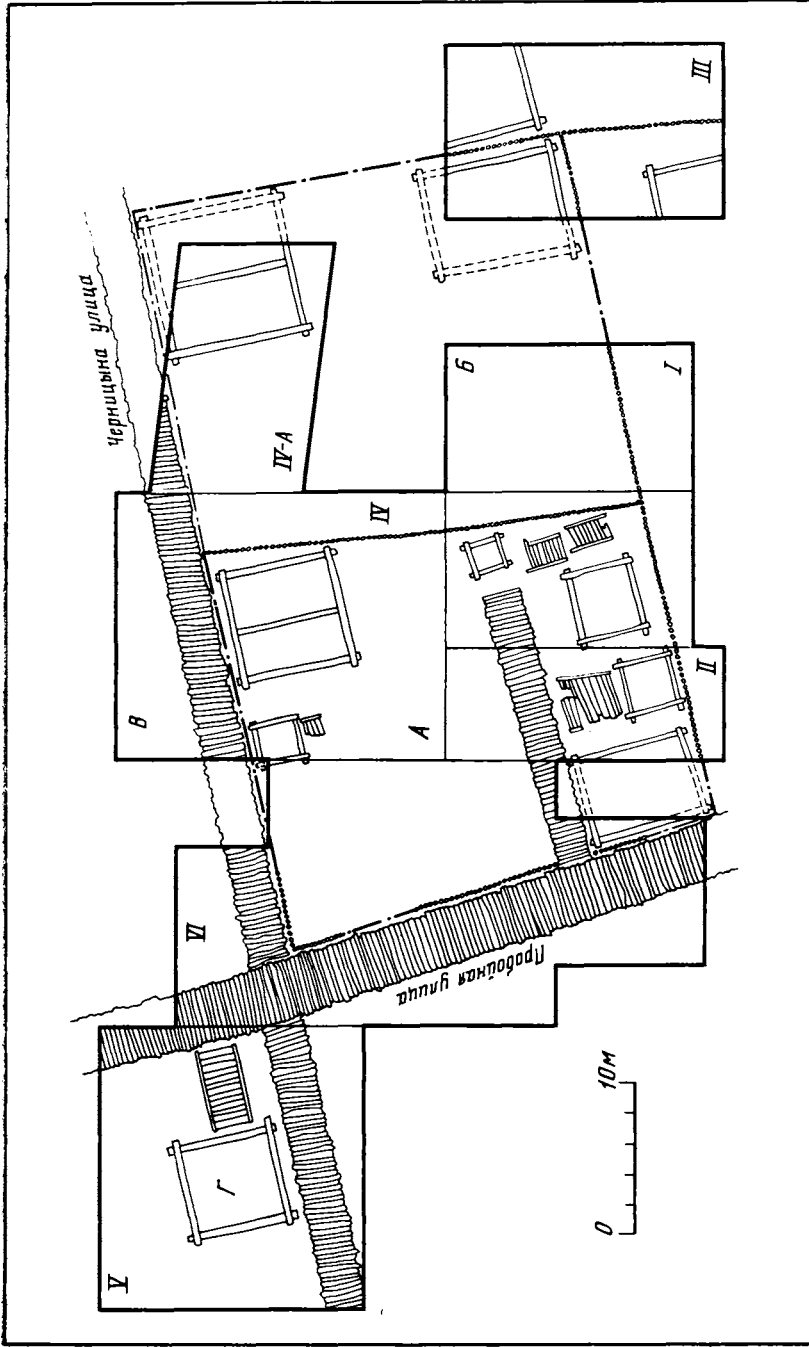 Черницына улица
Пробойная улица
I
II
III
IV
IV-А
V
VI
А
Б
В
Г
0 10м